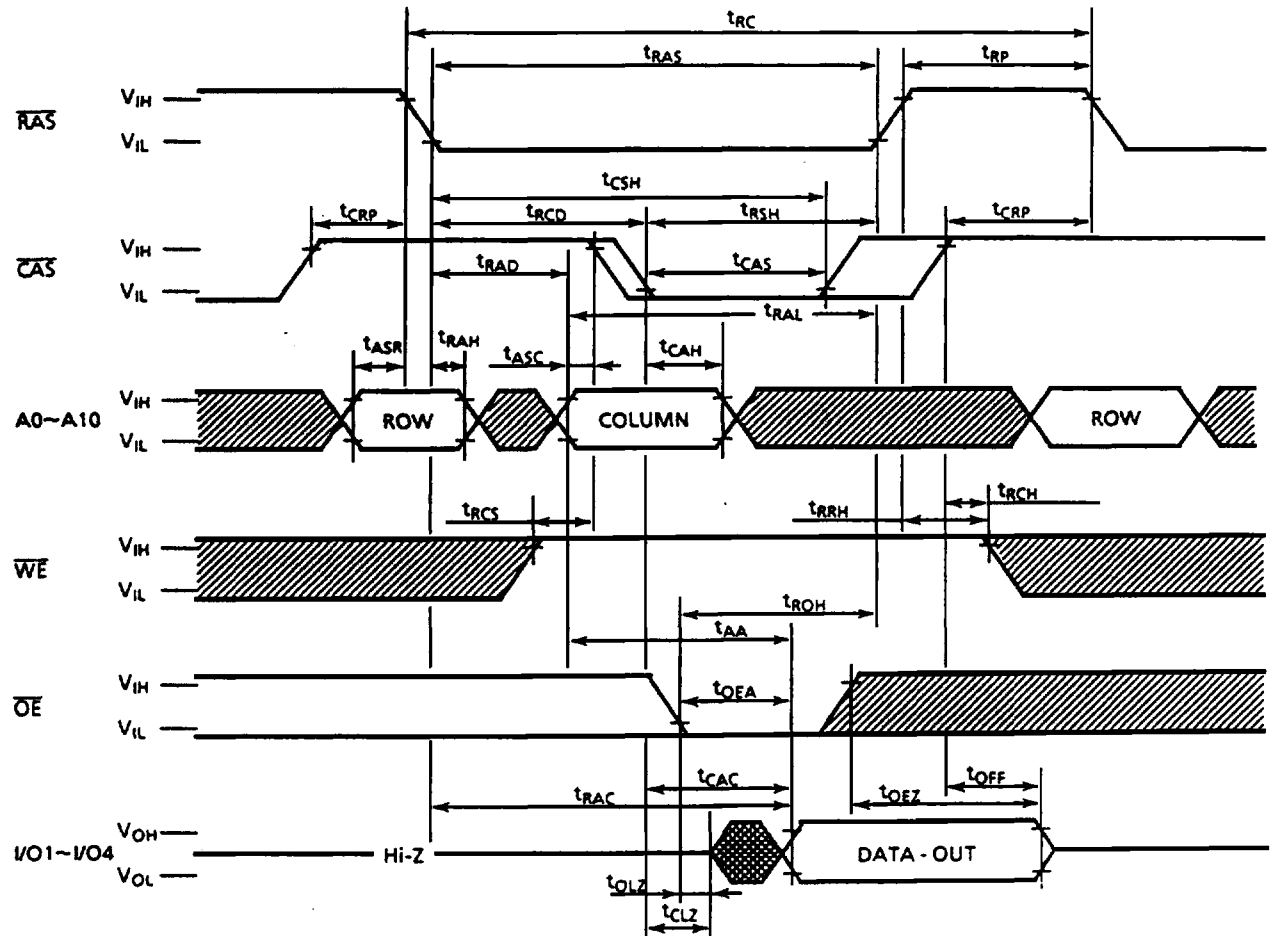 tRC
tRAS
tRP
RAS
VIH
VIL
tCSH
tCRP
tRCD
tRSH
tCRP
CAS
VIH
VIL
tRAD
tCAS
tRAL
tASR
tRAH
tASC
tCAH
A0~A10
VIH
VIL
ROW
COLUMN
ROW
tRCS
tRRH
tRCH
WE
VIH
VIL
tROH
tAA
OE
VIH
VIL
tOEA
tCAC
tOFF
tRAC
tOEZ
I/O1~I/O4
VOH
VOL
Hi-Z
DATA-OUT
tOLZ
tCLZ